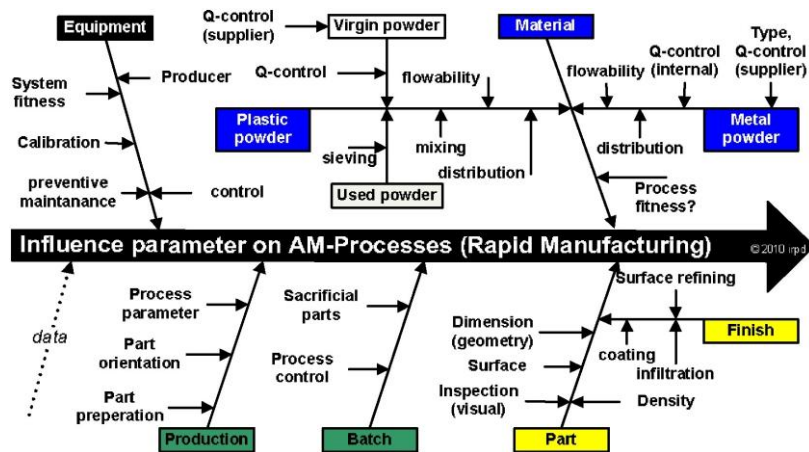 Equipment
Q-control
(supplier)
Virgin powder
Material
Type,
Q-control
(supplier)
Q-control
(internal)
Producer
System
fitness
Q-control
flowability
flowability
Plastic
powder
Metal
powder
Calibration
sieving
mixing
distribution
distribution
preventive
maintanance
control
Used powder
Process
fitness?
Influence parameter on AM-Processes (Rapid Manufacturing)
© 2010 irpd
data
Process
parameter
Part
orientation
Part
preperation
Production
Sacrificial
parts
Process
control
Batch
Surface refining
Dimension
(geometry)
Finish
coating
infiltration
Surface
Inspection
(visual)
Density
Part